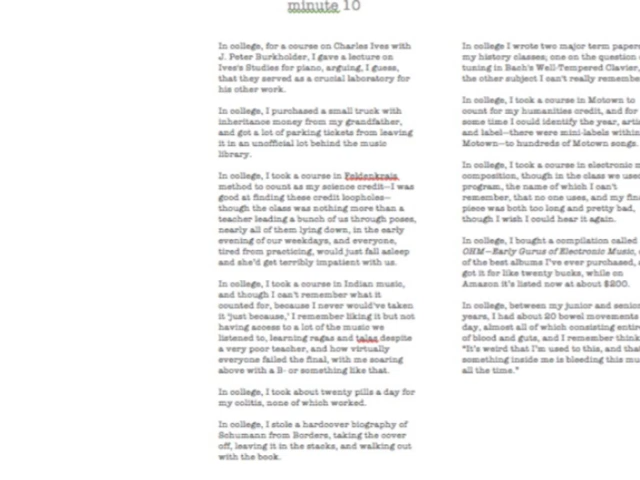 minute 10
In college, for a course on Charles Ives with
J. Peter Burkholder, I gave a lecture on
Ives's Studies for piano, arguing, I guess,
that they served as a crucial laboratory for
his other work.
In college, I purchased a small truck with
inheritance money from my grandfather,
and got a lot of parking tickets from leaving
it in an unofficial lot behind the music
library.
In college, I took a course in Feldenkrais
method to count as my science credit—I was
good at finding these credit loopholes—
though the class was nothing more than a
teacher leading a bunch of us through poses,
nearly all of them lying down, in the early
evening of our weekdays, and everyone,
tired from practicing, would just fall asleep
and she'd get terribly impatient with us.
In college, I took a course in Indian music,
and though I can't remember what it
counted for, because I never would've taken
it 'just because,' I remember liking it but not
having access to a lot of the music we
listened to, learning ragas and talas despite
a very poor teacher, and how virtually
everyone failed the final, with me soaring
above with a B- or something like that.
In college, I took about twenty pills a day for
my colitis, none of which worked.
In college, I stole a hardcover biography of
Schumann from Borders, taking the cover
off, leaving it in the stacks, and walking out
with the book.
In college I wrote two major term papers
my history classes; one on the question
tuning in Bach's Well-Tempered Clavier,
the other subject I can't really remembe
In college, I took a course in Motown to
count for my humanities credit, and for
some time I could identify the year, arti
and label—there were mini-labels within
Motown—to hundreds of Motown songs.
In college, I took a course in electronic m
composition, though in the class we used
program, the name of which I can't
remember, that no one uses, and my fina
piece was both long and pretty bad,
though I wish I could hear it again.
In college, I bought a compilation called
OHM—Early Gurus of Electronic Music,
of the best albums I've ever purchased,
got it for like twenty bucks, while on
Amazon it's listed now at about $200.
In college, between my junior and senio
years, I had about 20 bowel movements
day, almost all of which consisting entire
of blood and guts, and I remember think
"It's weird that I'm used to this, and tha
something inside me is bleeding this mu
all the time."